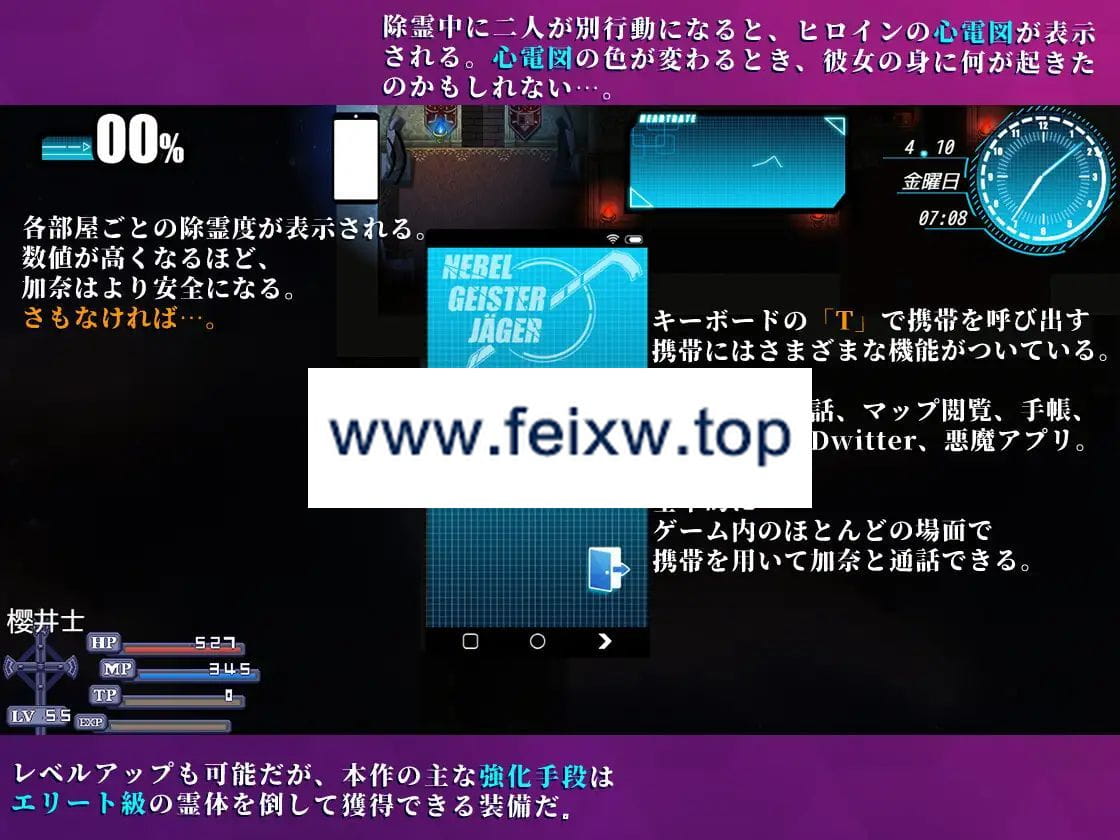 除霊中に二人が別行動になると、ヒロインの心電図が表示
される。心電図の色が変わるとき、彼女の身に何が起きた
のかもしれない…。
00%
HEARTRATE
4.10
金曜日
07:08
各部屋ごとの除霊度が表示される。
数値が高くなるほど、
加奈はより安全になる。
さもなければ…。
NEBEL
GEISTER
JÄGER
キーボードの「T」で携帯を呼び出す
携帯にはさまざまな機能がついている。
話、マップ閲覧、手帳、
Dwitter、悪魔アプリ。
www.feixw.top
ゲーム内のほとんどの場面で
携帯を用いて加奈と通話できる。
櫻井士
HP 527
MP 345
TP 0
LV 55 EXP
レベルアップも可能だが、本作の主な強化手段は
エリート級の霊体を倒して獲得できる装備だ。